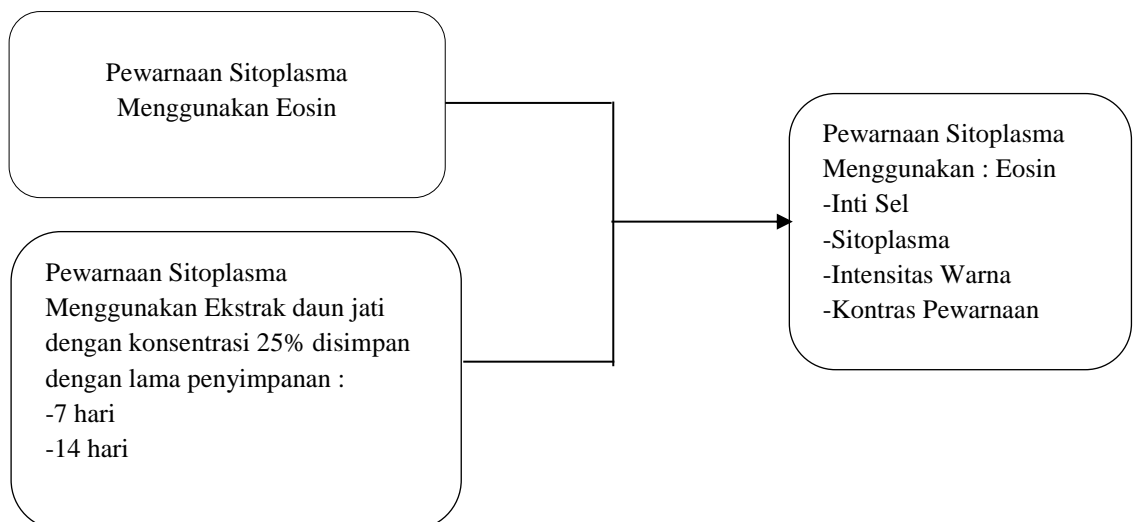 Pewarnaan Sitoplasma
Menggunakan Eosin
Pewarnaan Sitoplasma
Menggunakan Ekstrak daun jati
dengan konsentrasi 25% disimpan
dengan lama penyimpanan :
-7 hari
-14 hari
Pewarnaan Sitoplasma
Menggunakan : Eosin
-Inti Sel
-Sitoplasma
-Intensitas Warna
-Kontras Pewarnaan